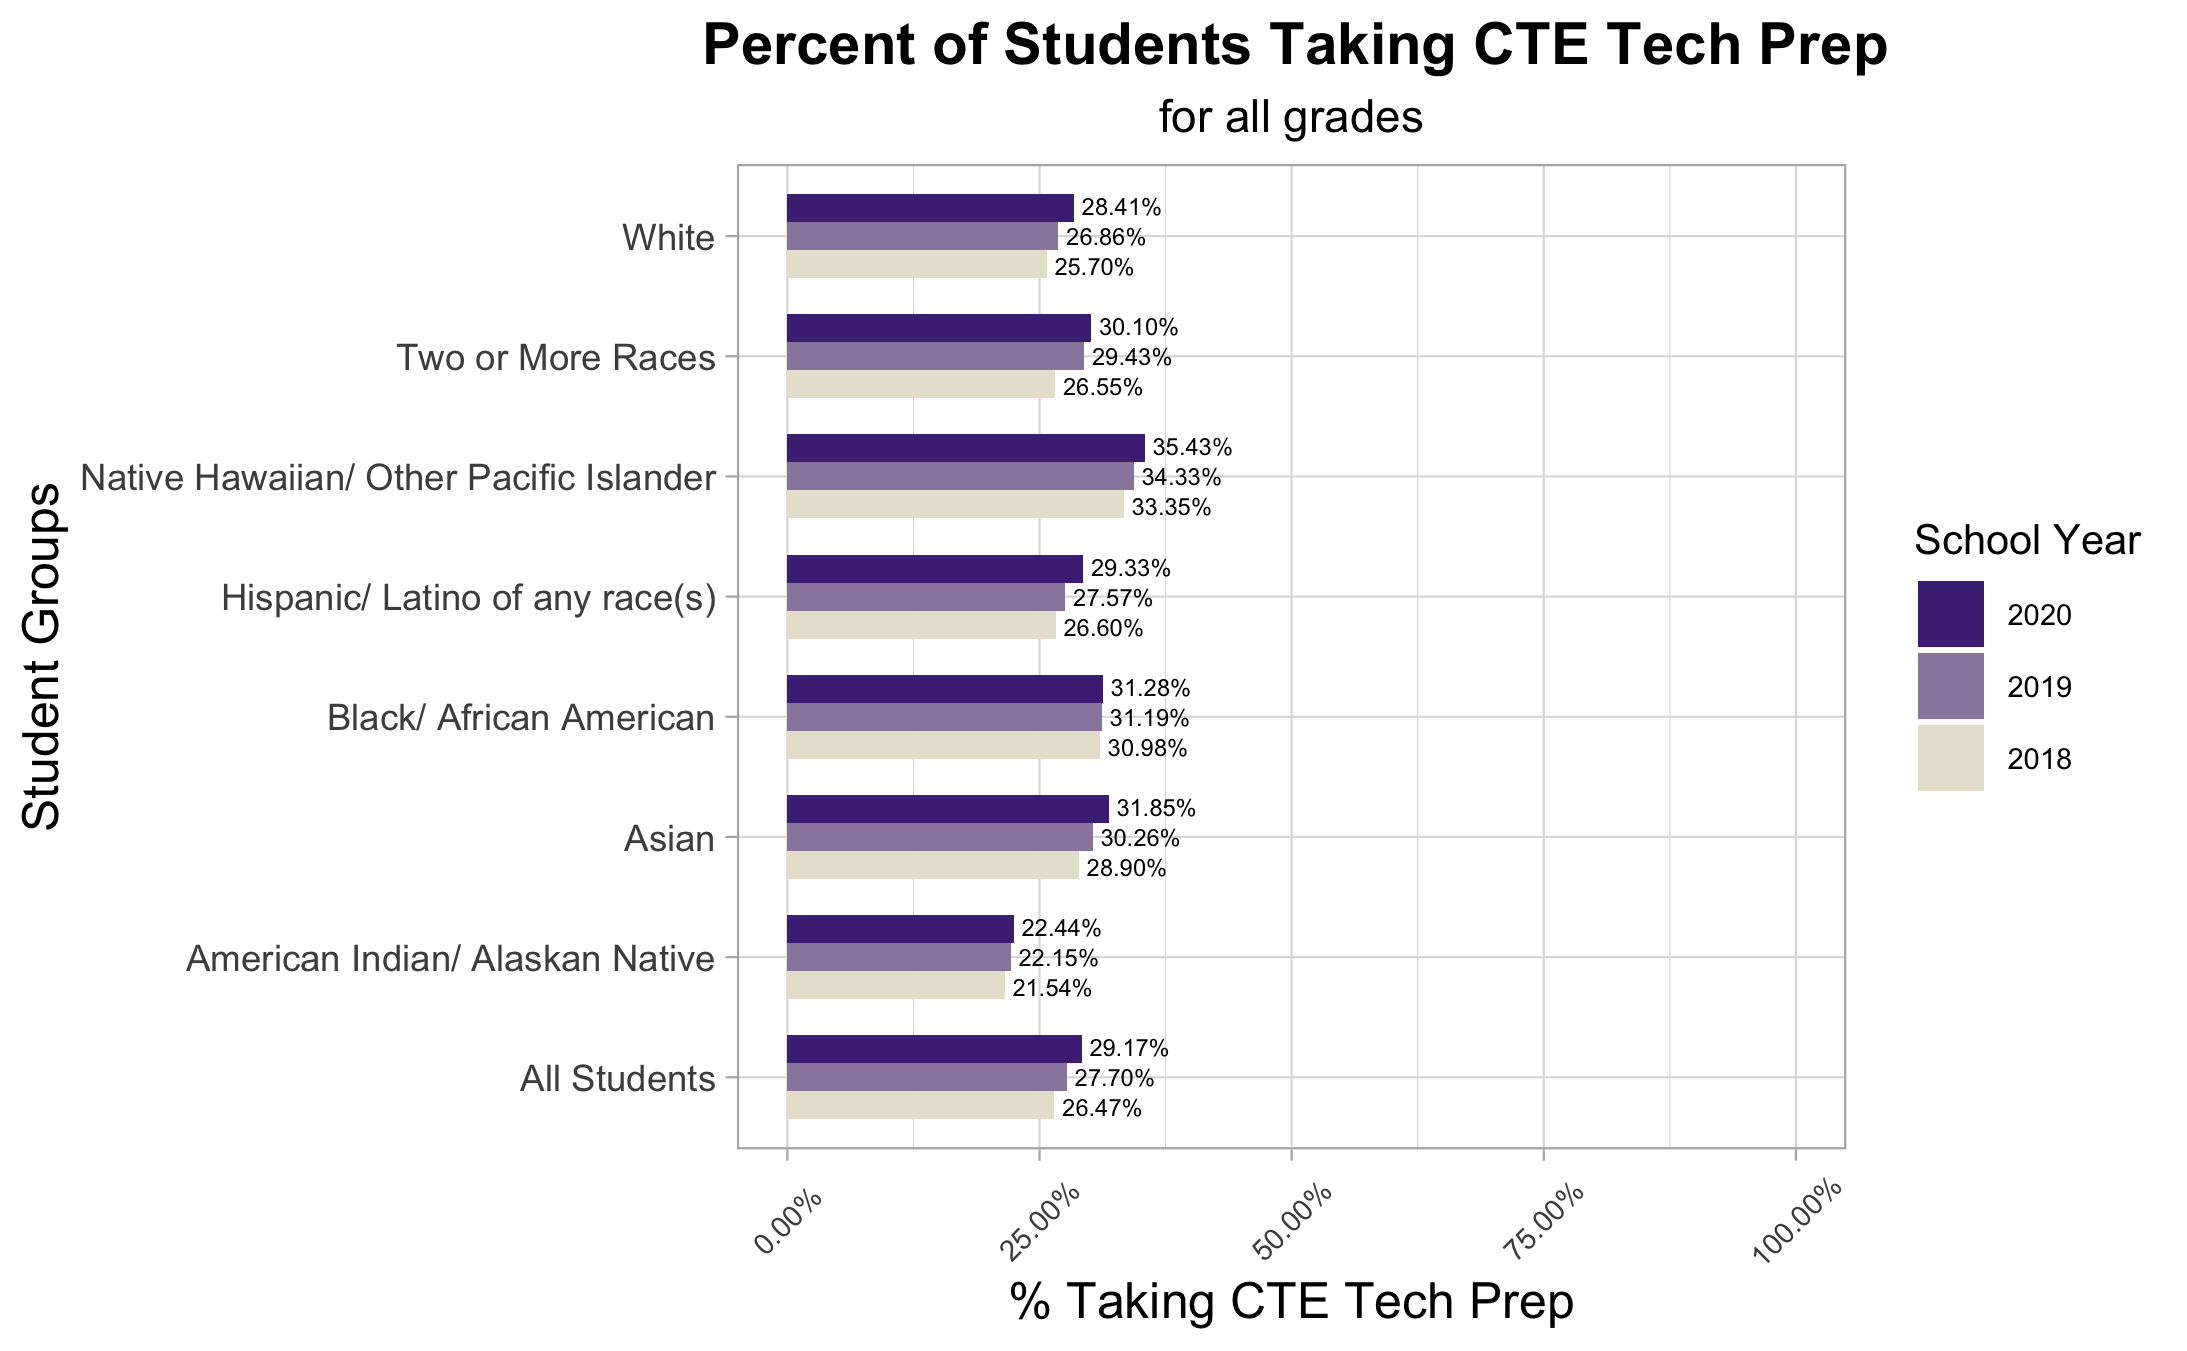 Percent of Students Taking CTE Tech Prep
for all grades
Student Groups
White
28.41%
26.86%
25.70%
Two or More Races
30.10%
29.43%
26.55%
Native Hawaiian/ Other Pacific Islander
35.43%
34.33%
33.35%
Hispanic/ Latino of any race(s)
29.33%
27.57%
26.60%
Black/ African American
31.28%
31.19%
30.98%
Asian
31.85%
30.26%
28.90%
American Indian/ Alaskan Native
22.44%
22.15%
21.54%
All Students
29.17%
27.70%
26.47%
0.00%
25.00%
50.00%
75.00%
100.00%
% Taking CTE Tech Prep
School Year
2020
2019
2018